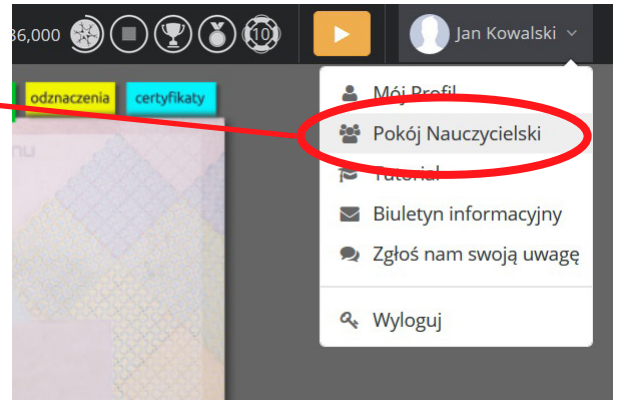 36,000
10
Jan Kowalski
odznaczenia certyfikaty
Mój Profil
Pokój Nauczycielski
Tutorial
Biuletyn informacyjny
Zgłoś nam swoją uwagę
Wyloguj